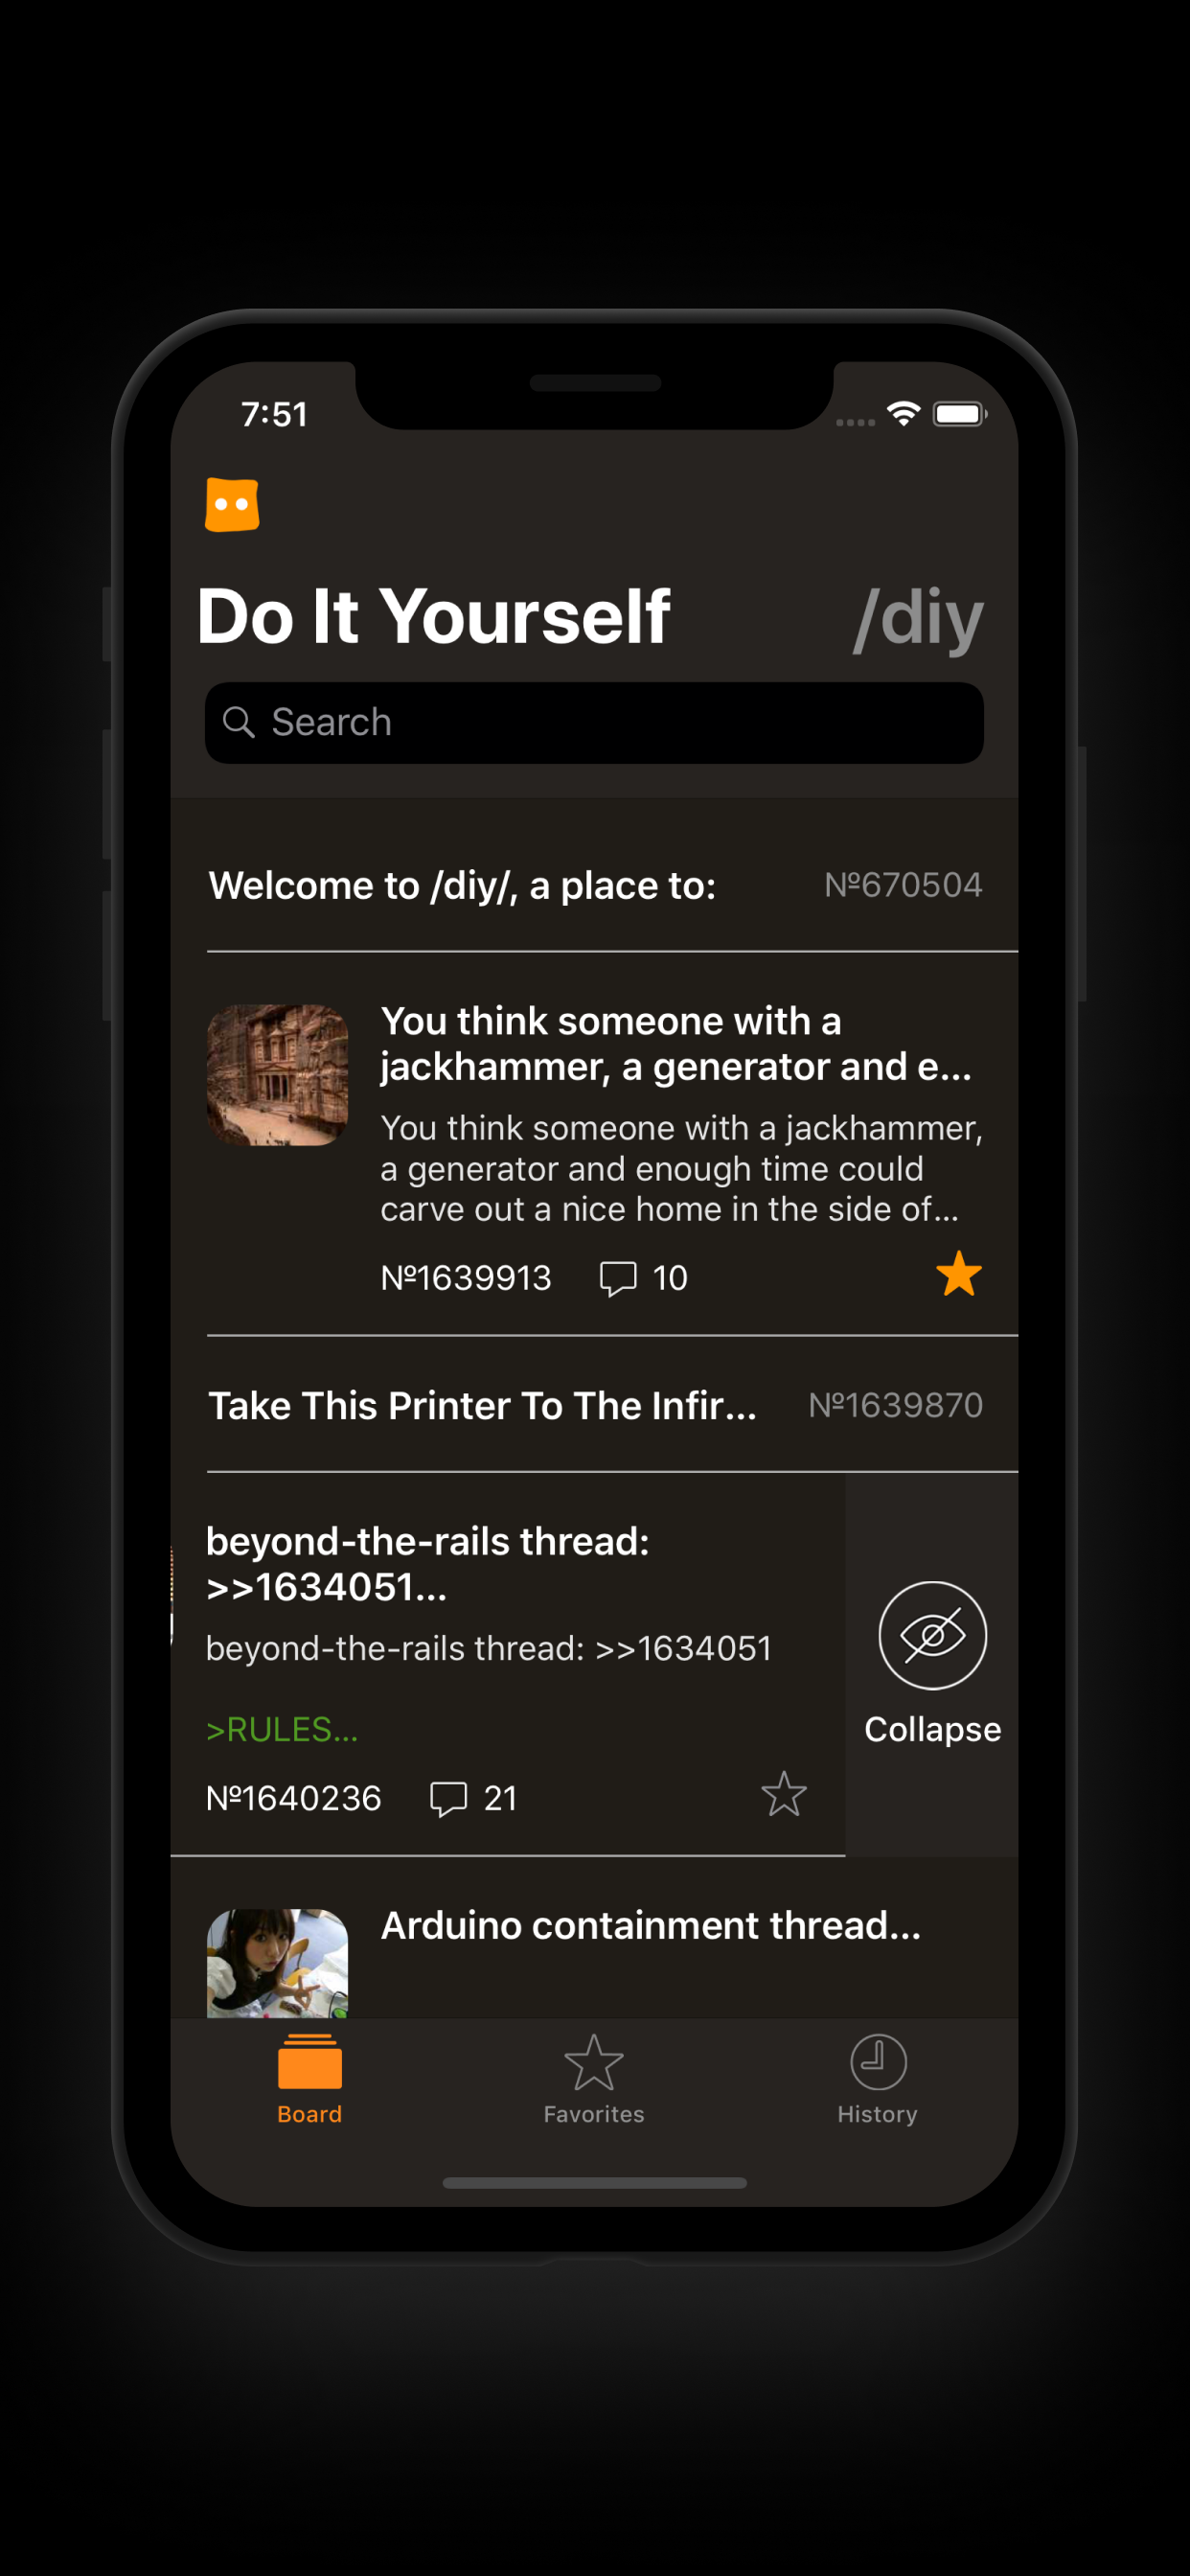 7:51
Do It Yourself /diy
Search
Welcome to /diy/, a place to: №670504
You think someone with a
jackhammer, a generator and e...
You think someone with a jackhammer,
a generator and enough time could
carve out a nice home in the side of...
№1639913 10
Take This Printer To The Infir... №1639870
beyond-the-rails thread:
>>1634051...
beyond-the-rails thread: >>1634051
>RULES...
Collapse
№1640236 21
Arduino containment thread...
Board Favorites History